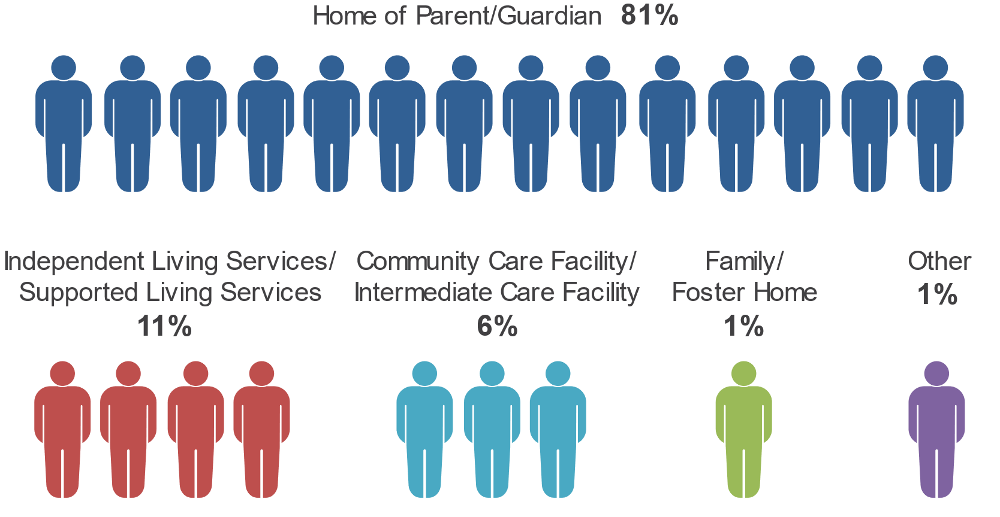 Home of Parent/Guardian 81%
Independent Living Services/
Supported Living Services
11%
Community Care Facility/
Intermediate Care Facility
6%
Family/
Foster Home
1%
Other
1%